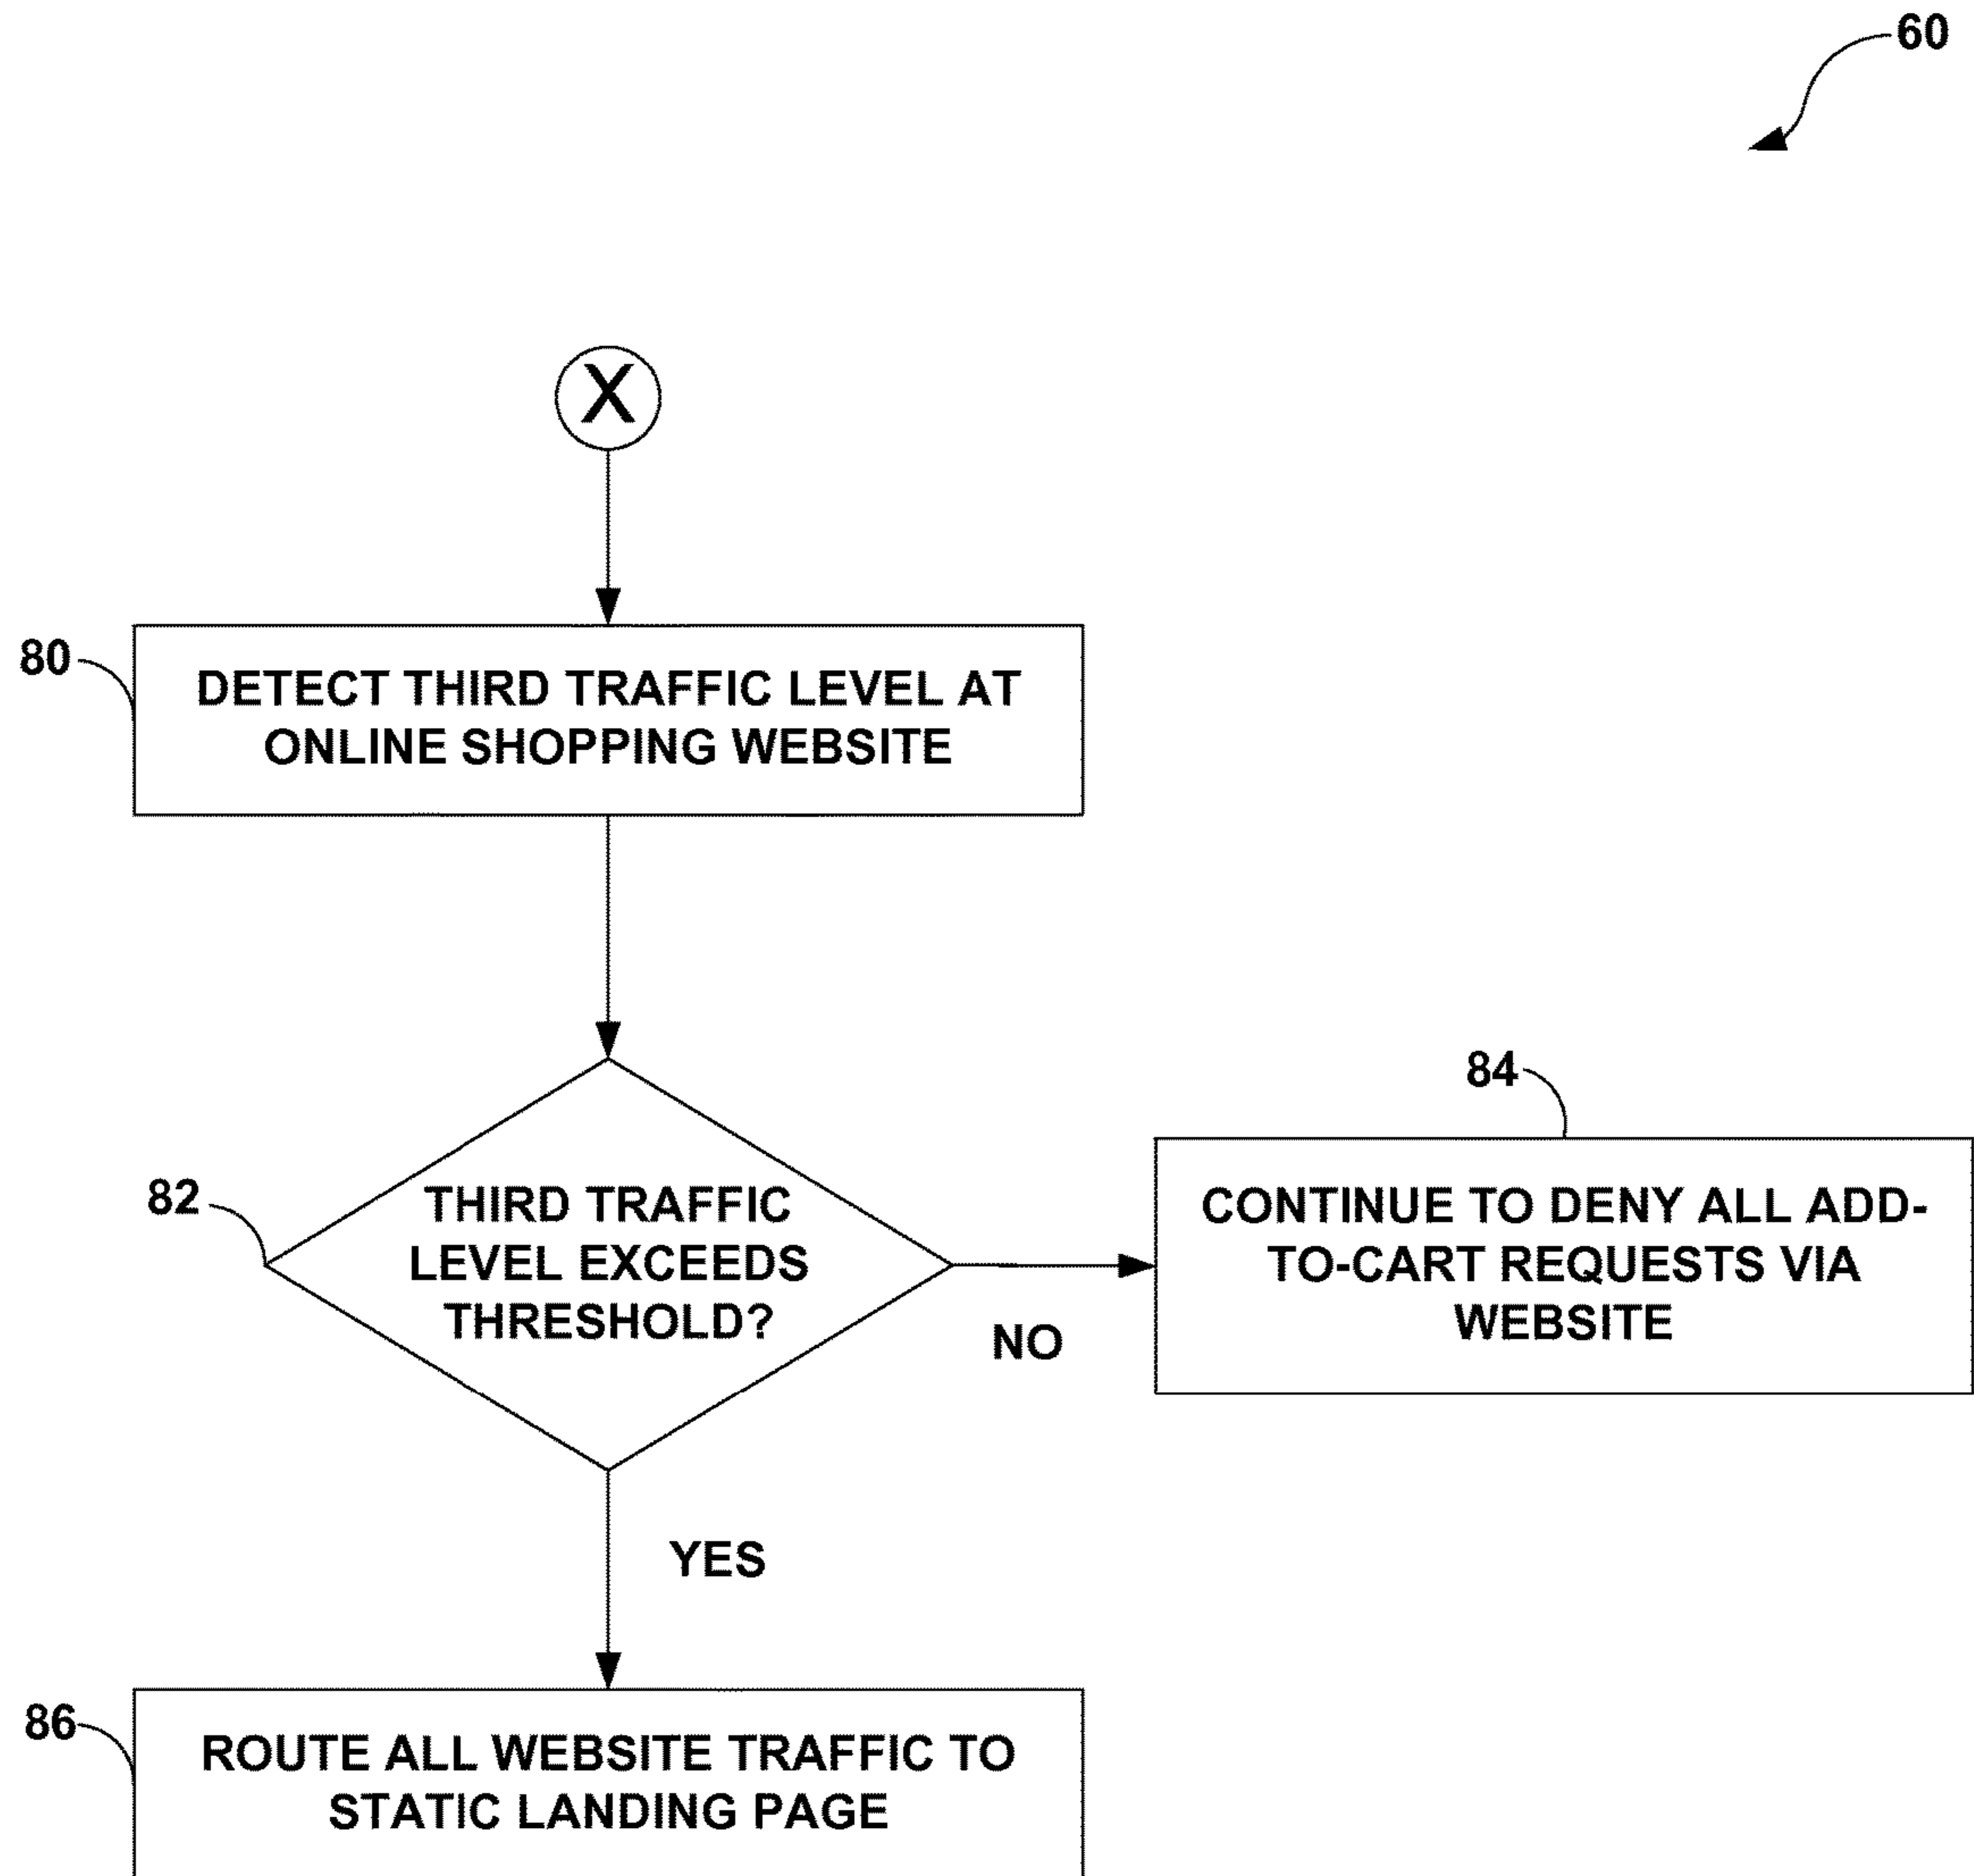 60
X
80
DETECT THIRD TRAFFIC LEVEL AT
ONLINE SHOPPING WEBSITE
82
THIRD TRAFFIC
LEVEL EXCEEDS
THRESHOLD?
NO
84
CONTINUE TO DENY ALL ADD-
TO-CART REQUESTS VIA
WEBSITE
YES
86
ROUTE ALL WEBSITE TRAFFIC TO
STATIC LANDING PAGE